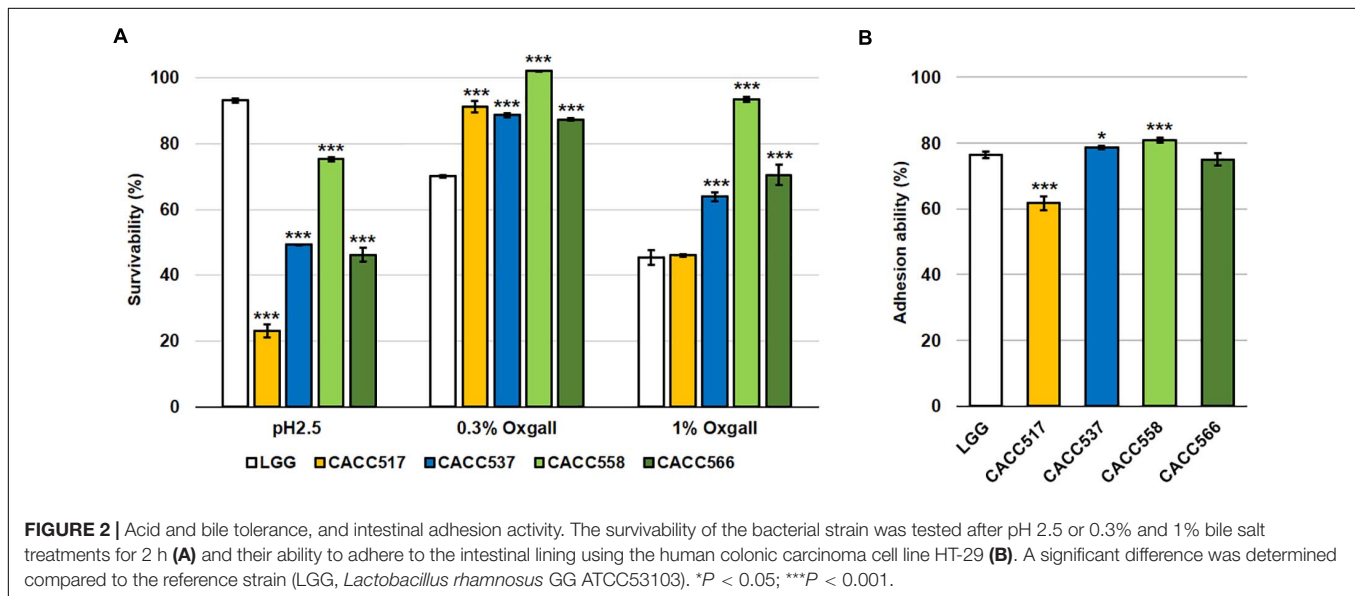 A
B
***
***
***
***
***
***
***
***
***
***
***
*
***
100
80
60
40
20
0
Survivability (%)
pH2.5 0.3% Oxgall 1% Oxgall
LGG CACC517 CACC537 CACC558 CACC566
100
80
60
40
20
0
Adhesion ability (%)
LGG
CACC517
CACC537
CACC558
CACC566
FIGURE 2 | Acid and bile tolerance, and intestinal adhesion activity. The survivability of the bacterial strain was tested after pH 2.5 or 0.3% and 1% bile salt
treatments for 2 h (A) and their ability to adhere to the intestinal lining using the human colonic carcinoma cell line HT-29 (B). A significant difference was determined
compared to the reference strain (LGG, Lactobacillus rhamnosus GG ATCC53103). *P < 0.05; ***P < 0.001.